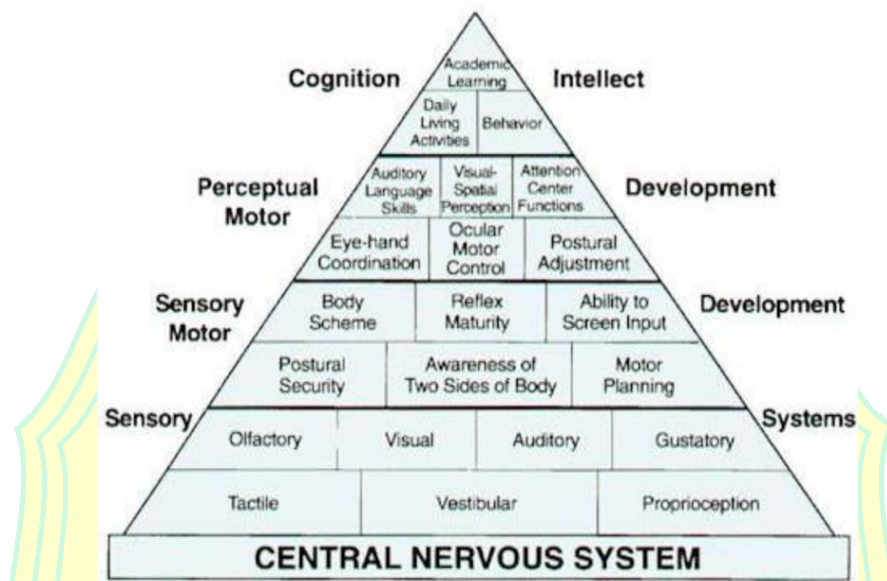 Cognition
Intellect
Academic
Learning
Daily
Living
Activities
Behavior
Perceptual
Motor
Development
Auditory
Language
Skills
Visual-
Spatial
Perception
Attention
Center
Functions
Eye-hand
Coordination
Ocular
Motor
Control
Postural
Adjustment
Sensory
Motor
Development
Body
Scheme
Reflex
Maturity
Ability to
Screen Input
Postural
Security
Awareness of
Two Sides of Body
Motor
Planning
Sensory
Systems
Olfactory
Visual
Auditory
Gustatory
Tactile
Vestibular
Proprioception
CENTRAL NERVOUS SYSTEM